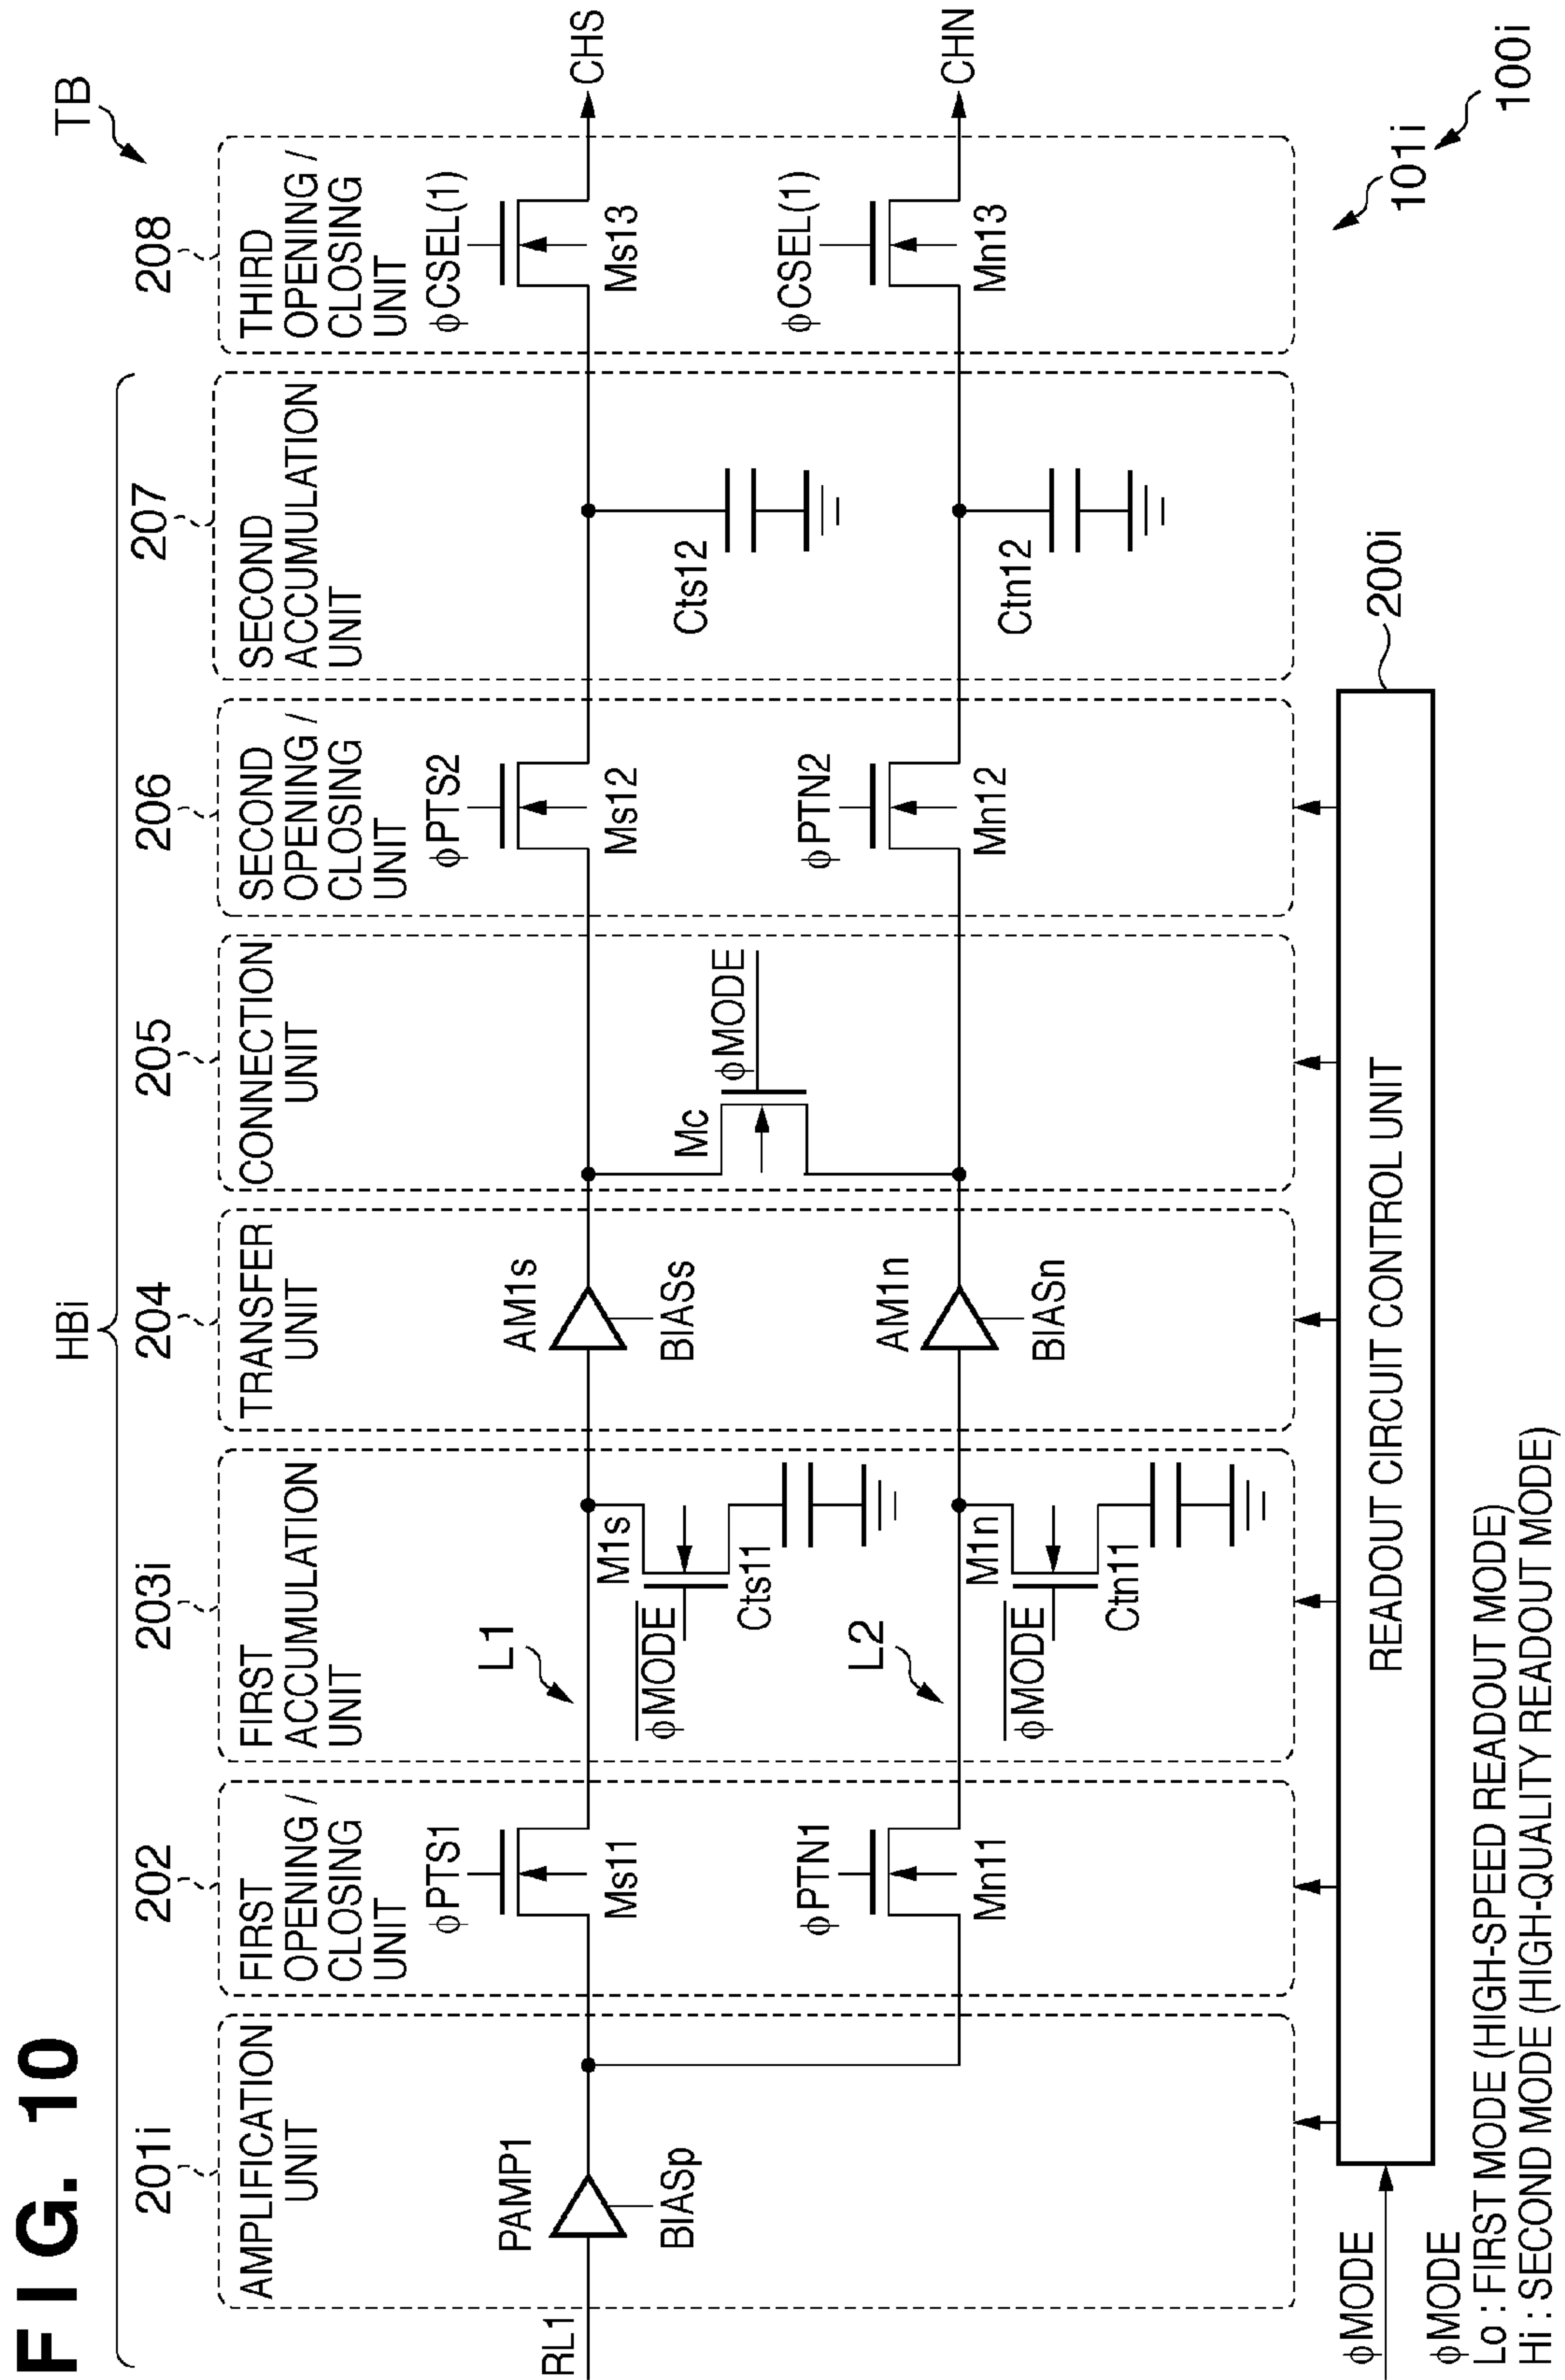 FIG. 10
TB
HBi
201i
202
203i
204
205
206
207
208
AMPLIFICATION
UNIT
FIRST
OPENING /
CLOSING
UNIT
FIRST
ACCUMULATION
UNIT
TRANSFER
UNIT
CONNECTION
UNIT
SECOND
OPENING /
CLOSING
UNIT
SECOND
ACCUMULATION
UNIT
THIRD
OPENING /
CLOSING
UNIT
RL1
PAMP1
BIASp
ϕPTS1
Ms11
L1
M1s
ϕMODE
Cts11
AM1s
BIASs
Mc
ϕMODE
ϕPTS2
Ms12
Cts12
ϕCSEL(1)
Ms13
CHS
ϕPTN1
Mn11
L2
M1n
ϕMODE
Ctn11
AM1n
BIASn
ϕPTN2
Mn12
Ctn12
ϕCSEL(1)
Mn13
CHN
ϕMODE
READOUT CIRCUIT CONTROL UNIT
200i
101i
100i
ϕMODE
Lo : FIRST MODE (HIGH-SPEED READOUT MODE)
Hi : SECOND MODE (HIGH-QUALITY READOUT MODE)